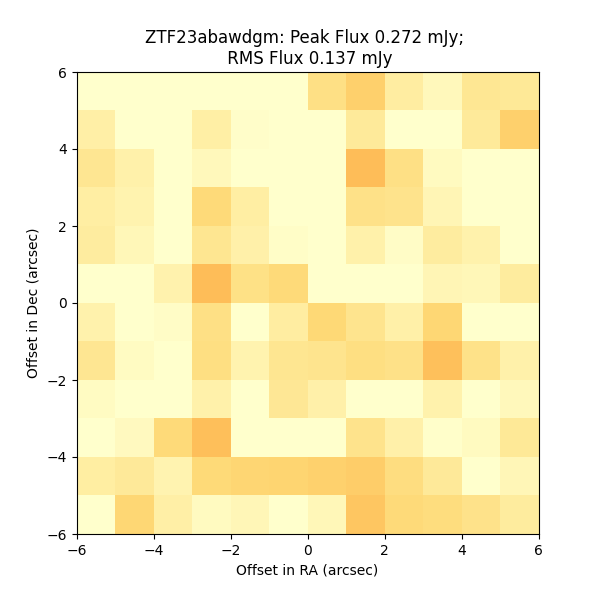 ZTF23abawdgm: Peak Flux 0.272 mJy;
RMS Flux 0.137 mJy
6
4
2
0
−2
−4
−6
Offset in Dec (arcsec)
−6 −4 −2 0 2 4 6
Offset in RA (arcsec)